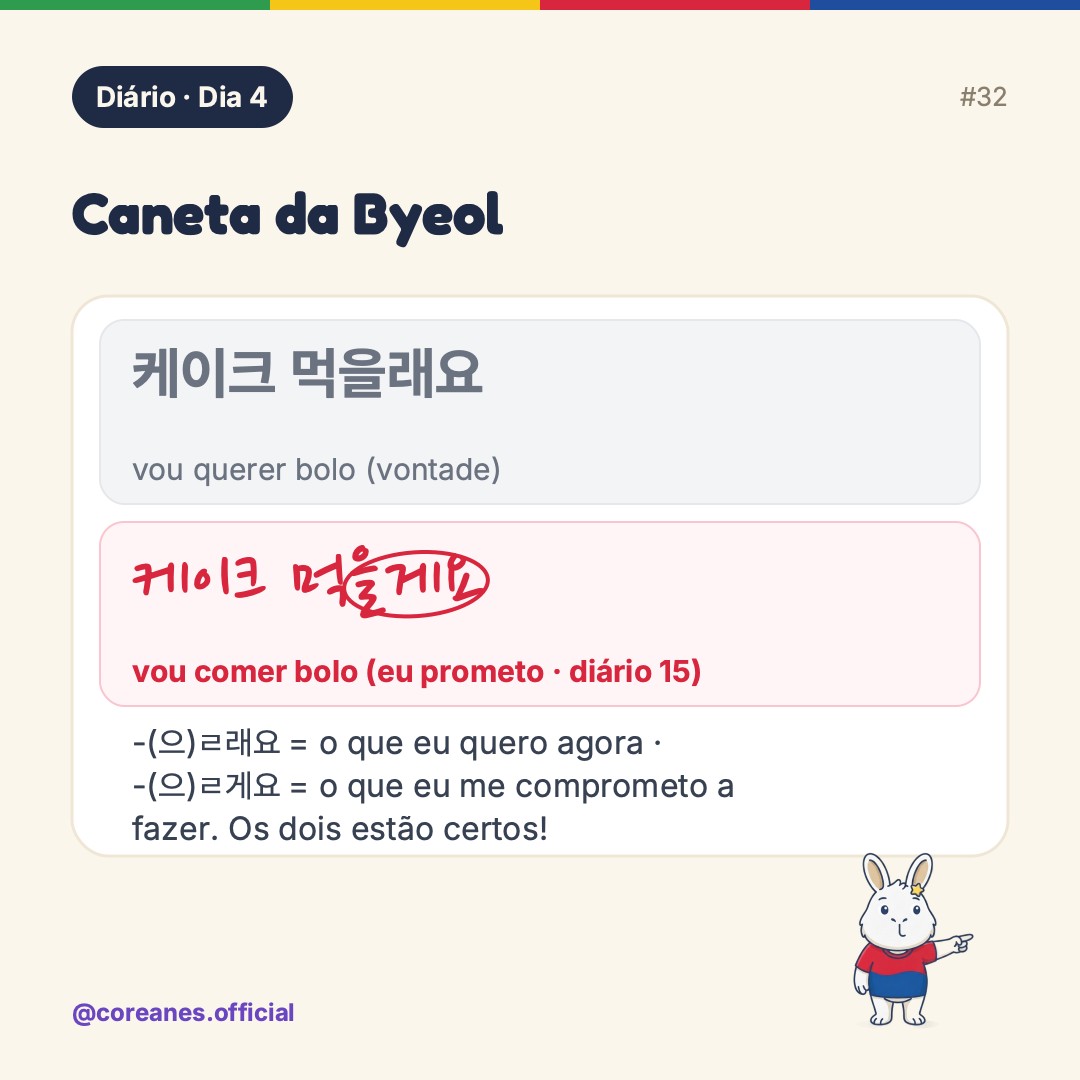 Diário · Dia 4
#32
Caneta da Byeol
케이크 먹을래요
vou querer bolo (vontade)
케이크 먹을게요
vou comer bolo (eu prometo · diário 15)
-(으)ㄹ래요 = o que eu quero agora ·
-(으)ㄹ게요 = o que eu me comprometo a
fazer. Os dois estão certos!
@coreanes.official